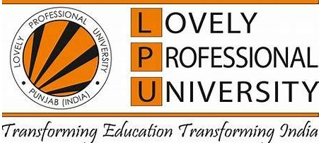 LOVELY PROFESSIONAL UNIVERSITY
PUNJAB (INDIA)
LOVELY
PROFESSIONAL
UNIVERSITY
Transforming Education Transforming India